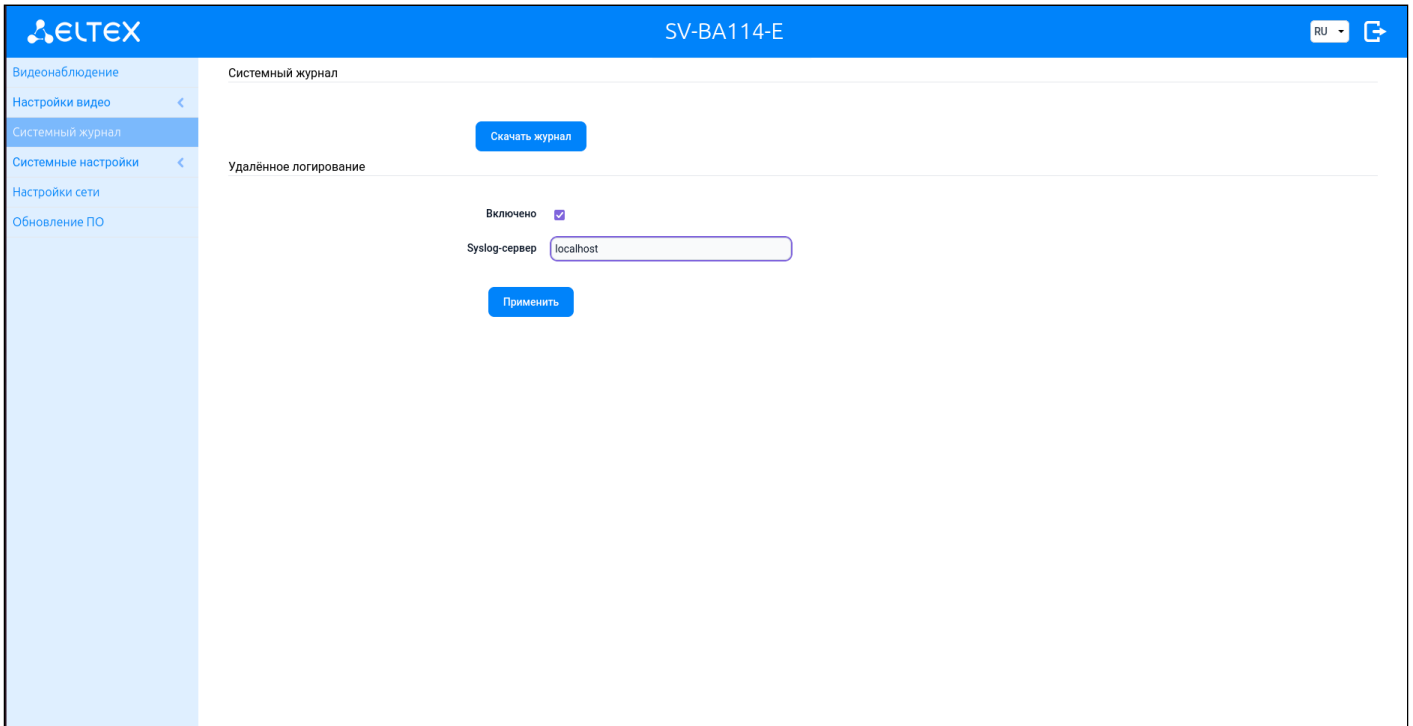 ELTEX
SV-BA114-E
RU
Видеонаблюдение
Настройки видео
Системный журнал
Системные настройки
Настройки сети
Обновление ПО
Системный журнал
Скачать журнал
Удалённое логирование
Включено
Syslog-сервер localhost
Применить